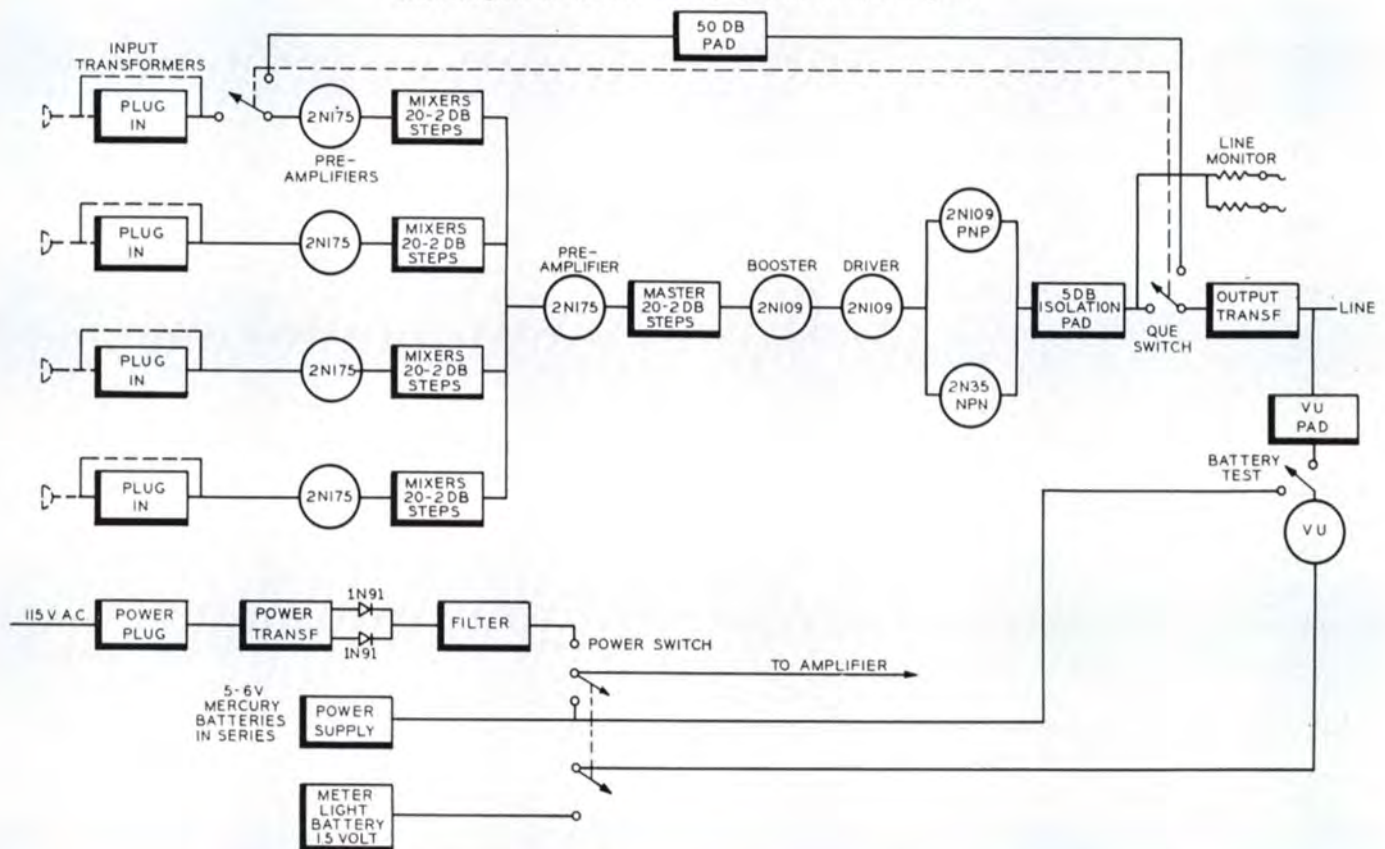 50 DB
PAD
INPUT
TRANSFORMERS
PLUG
IN
2N175
MIXERS
20-2 DB
STEPS
PRE-
AMPLIFIERS
LINE
MONITOR
PLUG
IN
2N175
MIXERS
20-2 DB
STEPS
2N109
PNP
PRE-
AMPLIFIER
2N175
MASTER
20-2 DB
STEPS
BOOSTER
2N109
DRIVER
2N109
5DB
ISOLATION
PAD
QUE
SWITCH
OUTPUT
TRANSF.
LINE
PLUG
IN
2N175
MIXERS
20-2 DB
STEPS
2N35
NPN
VU
PAD
BATTERY
TEST
VU
PLUG
IN
2N175
MIXERS
20-2 DB
STEPS
115 V A.C.
POWER
PLUG
POWER
TRANSF
1N91
1N91
FILTER
POWER SWITCH
TO AMPLIFIER
5-6V
MERCURY
BATTERIES
IN SERIES
POWER
SUPPLY
METER
LIGHT
BATTERY
1.5 VOLT